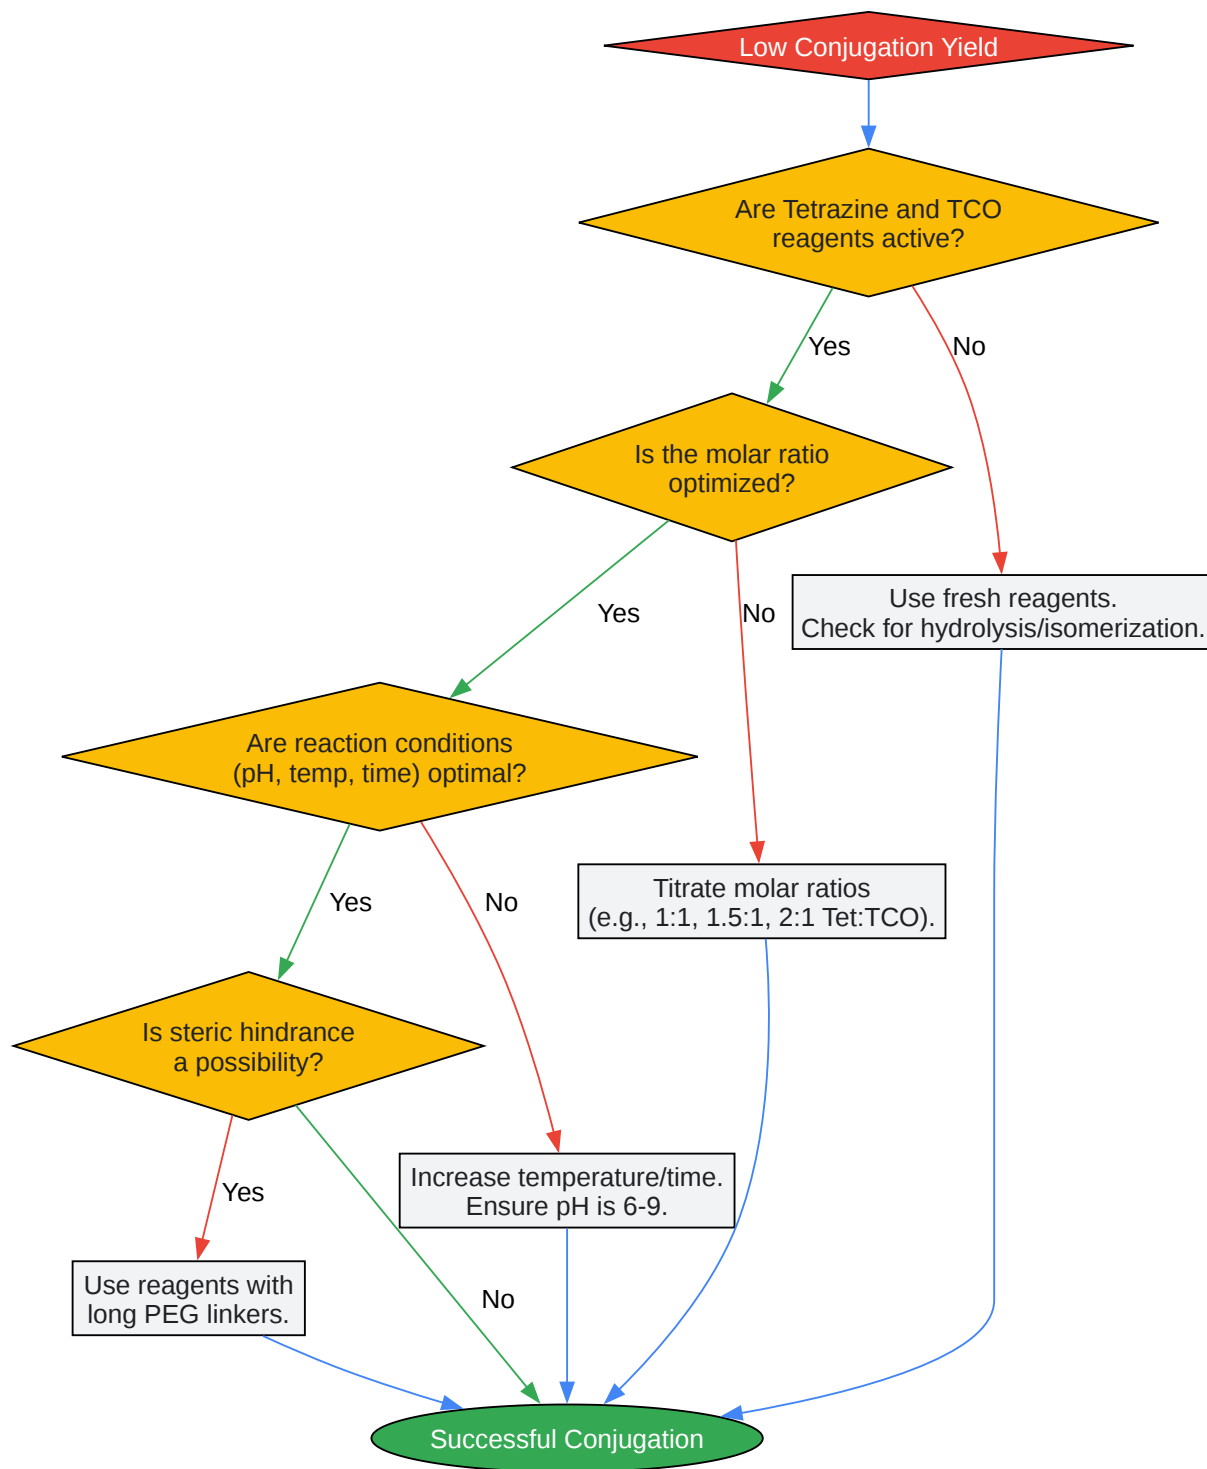 Low Conjugation Yield
Are Tetrazine and TCO
reagents active?
Yes
No
Is the molar ratio
optimized?
Use fresh reagents.
Check for hydrolysis/isomerization.
Yes
No
Are reaction conditions
(pH, temp, time) optimal?
Titrate molar ratios
(e.g., 1:1, 1.5:1, 2:1 Tet:TCO).
Yes
No
Is steric hindrance
a possibility?
Increase temperature/time.
Ensure pH is 6-9.
Yes
No
Use reagents with
long PEG linkers.
Successful Conjugation